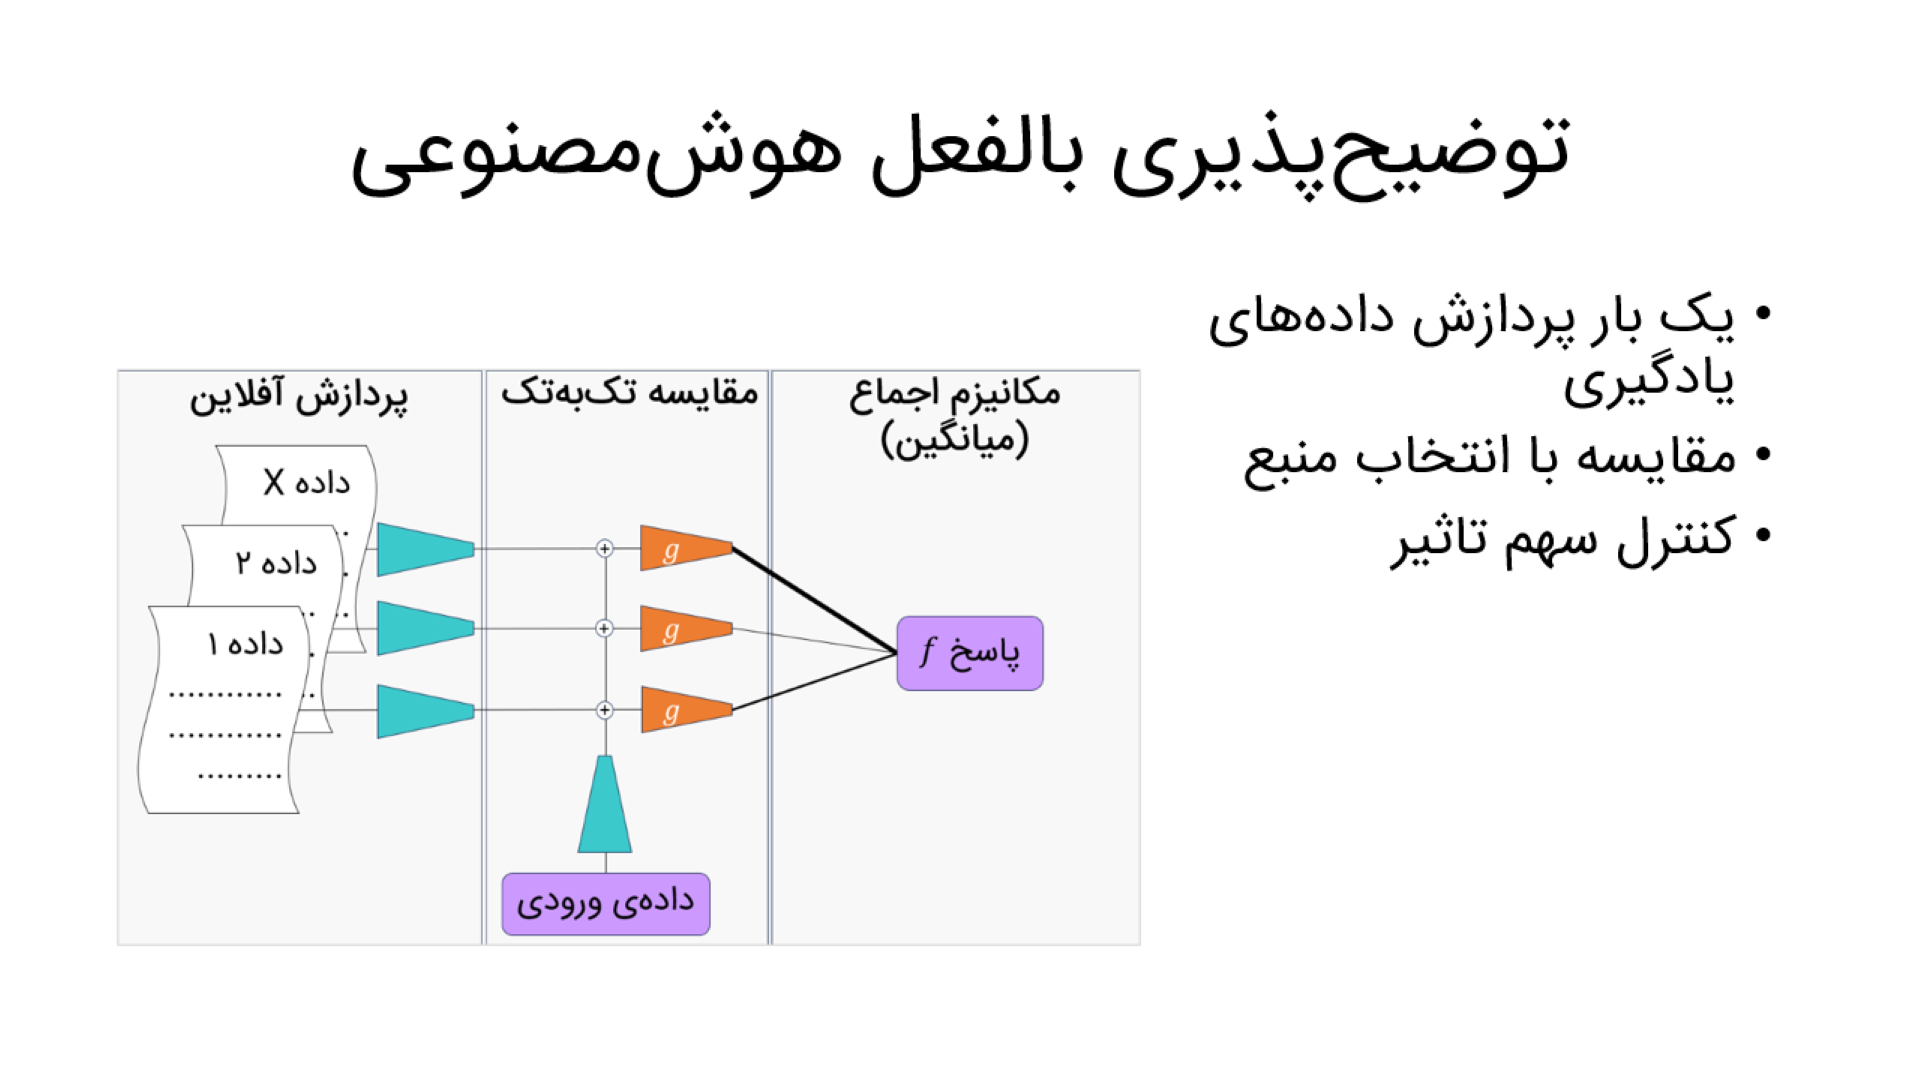 توضیح‌پذیری بالفعل هوش‌مصنوعی
• یک بار پردازش داده‌های
یادگیری
• مقایسه با انتخاب منبع
• کنترل سهم تاثیر
پردازش آفلاین
داده X
داده ۲
داده ۱
............
............
.........
مقایسه تک‌به‌تک
+
g
+
g
+
g
داده‌ی ورودی
مکانیزم اجماع
(میانگین)
پاسخ f